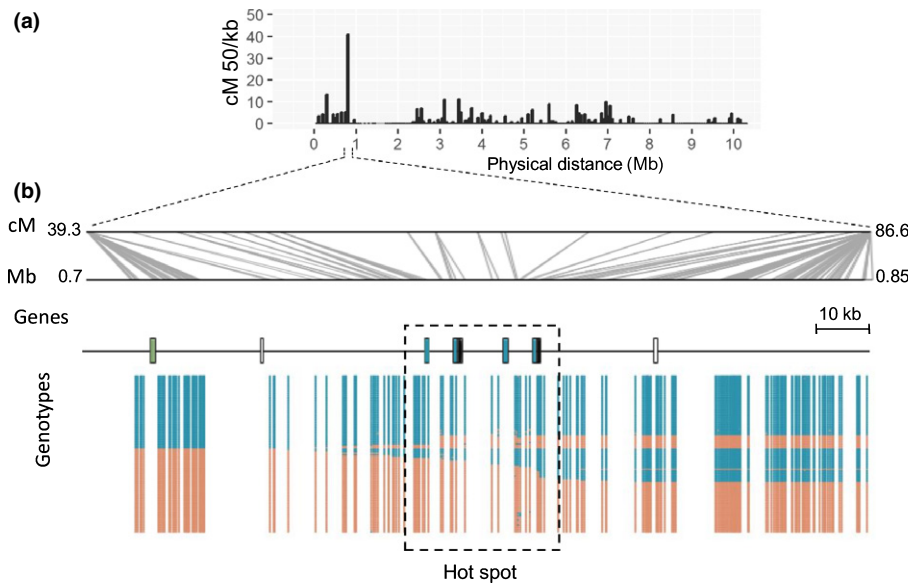 (a)
cM 50/kb
50
40
30
20
10
0
0 1 2 3 4 5 6 7 8 9 10
Physical distance (Mb)
(b)
cM 39.3 86.6
Mb 0.7 0.85
Genes 10 kb
Genotypes
Hot spot